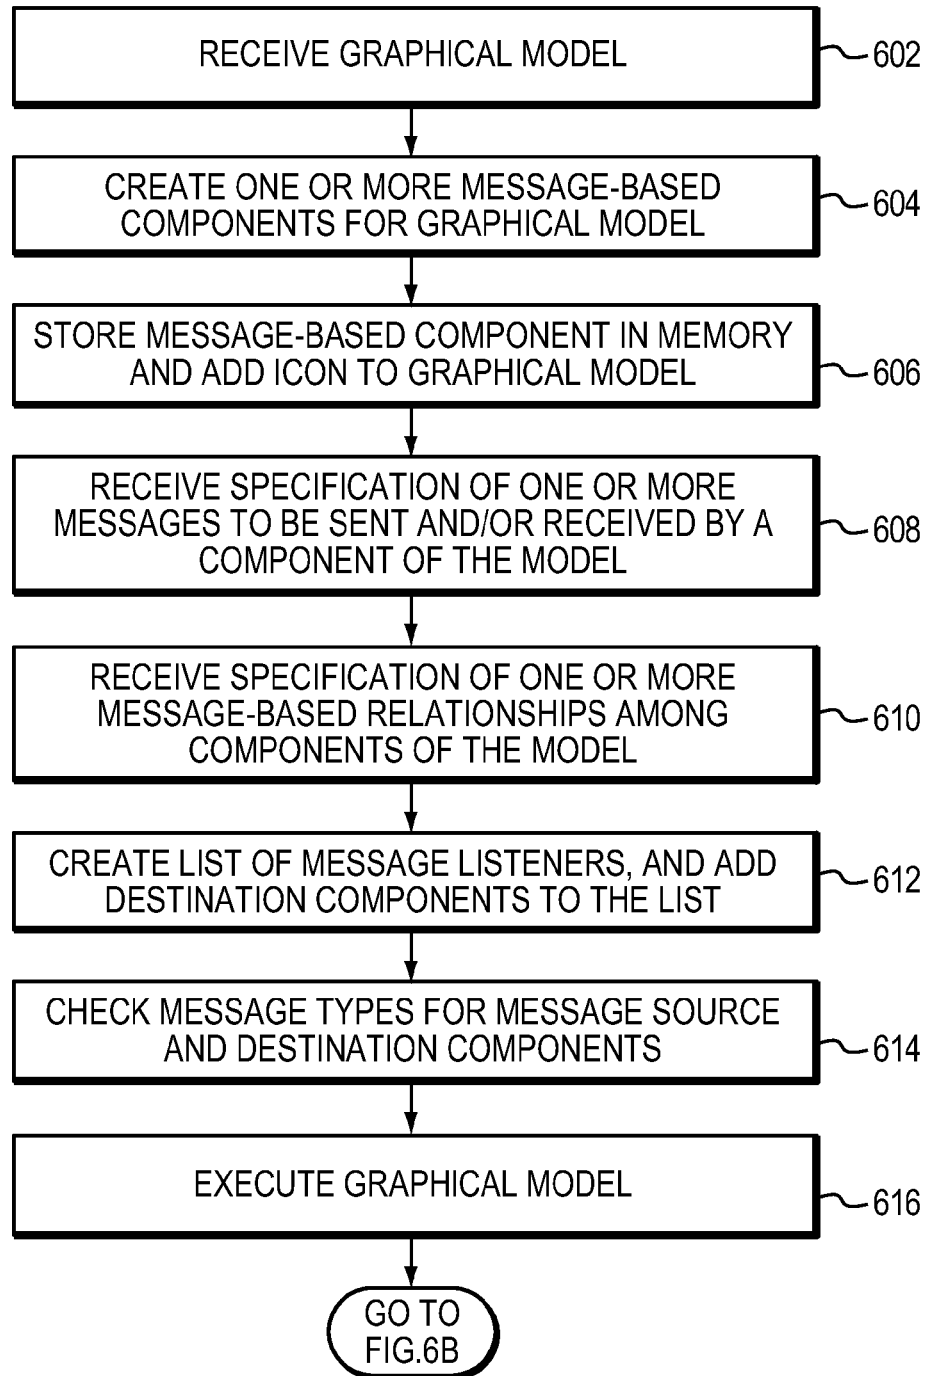 RECEIVE GRAPHICAL MODEL
602
CREATE ONE OR MORE MESSAGE-BASED
COMPONENTS FOR GRAPHICAL MODEL
604
STORE MESSAGE-BASED COMPONENT IN MEMORY
AND ADD ICON TO GRAPHICAL MODEL
606
RECEIVE SPECIFICATION OF ONE OR MORE
MESSAGES TO BE SENT AND/OR RECEIVED BY A
COMPONENT OF THE MODEL
608
RECEIVE SPECIFICATION OF ONE OR MORE
MESSAGE-BASED RELATIONSHIPS AMONG
COMPONENTS OF THE MODEL
610
CREATE LIST OF MESSAGE LISTENERS, AND ADD
DESTINATION COMPONENTS TO THE LIST
612
CHECK MESSAGE TYPES FOR MESSAGE SOURCE
AND DESTINATION COMPONENTS
614
EXECUTE GRAPHICAL MODEL
616
GO TO
FIG.6B